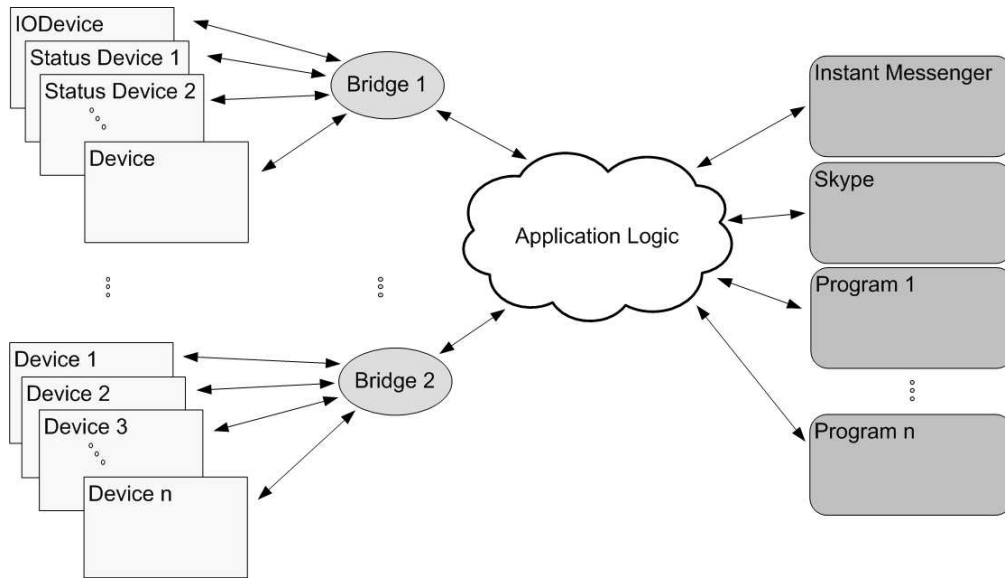 IODevice
Status Device 1
Status Device 2
Device
Bridge 1
Application Logic
Instant Messenger
Skype
Program 1
Program n
Device 1
Device 2
Device 3
Device n
Bridge 2